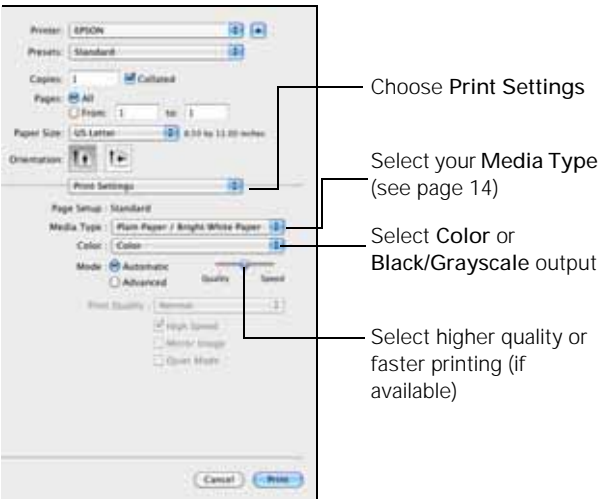 Printer: EPSON
Presets: Standard
Copies: 1 Collated
Pages: All
From: 1 to: 1
Paper Size: US Letter 8.50 by 11.00 inches
Orientation:
Print Settings
Page Setup: Standard
Media Type: Plain Paper / Bright White Paper
Color: Color
Mode: Automatic
Advanced
Quality Speed
Print Quality: Normal
High Speed
Mirror Image
Quiet Mode
Cancel Print
Choose Print Settings
Select your Media Type
(see page 14)
Select Color or
Black/Grayscale output
Select higher quality or
faster printing (if
available)